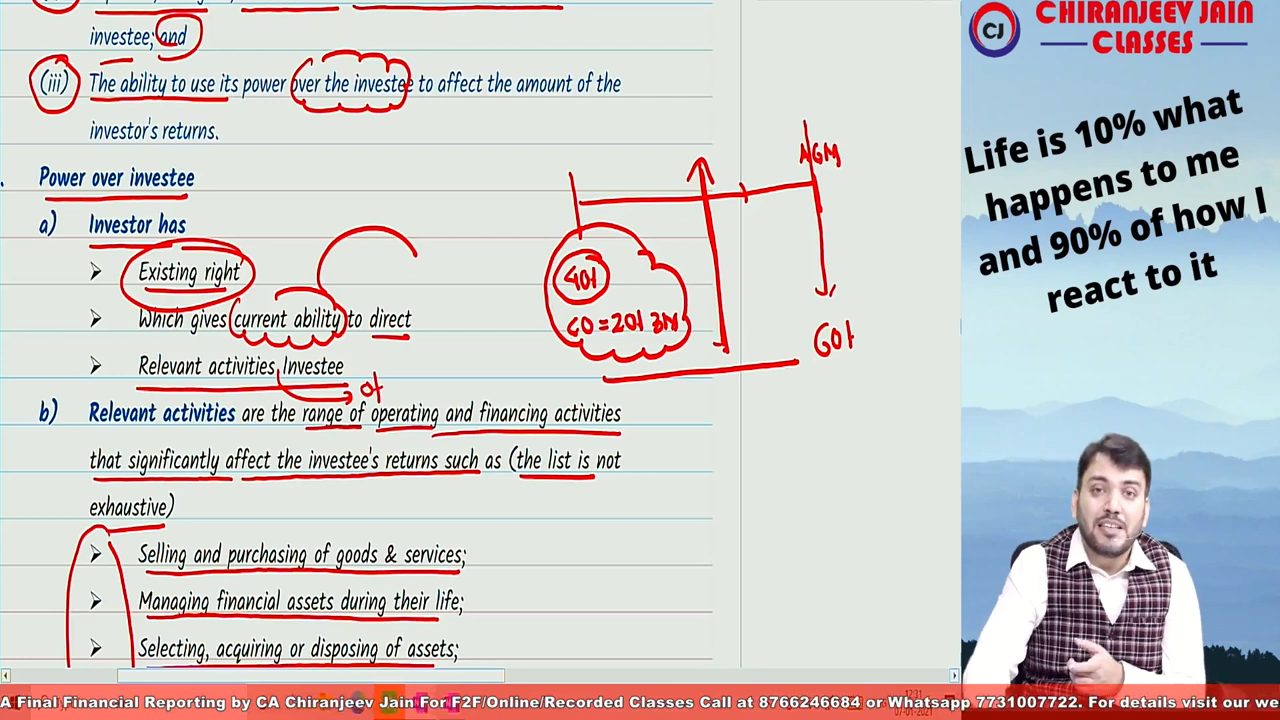 investee; and
(iii) The ability to use its power over the investee to affect the amount of the
investor's returns.
Power over investee
a) Investor has
Existing right
Which gives current ability to direct
Relevant activities Investee
of
b) Relevant activities are the range of operating and financing activities
that significantly affect the investee's returns such as (the list is not
exhaustive)
Selling and purchasing of goods & services;
Managing financial assets during their life;
Selecting, acquiring or disposing of assets;
AGM
CHIRANJEEV JAIN
CLASSES
CJ
Life is 10% what
happens to me
and 90% of how I
react to it
12:31
07-01-2021
A Final Financial Reporting by CA Chiranjeev Jain For F2F/Online/Recorded Classes Call at 8766246684 or Whatsapp 7731007722. For details visit our we